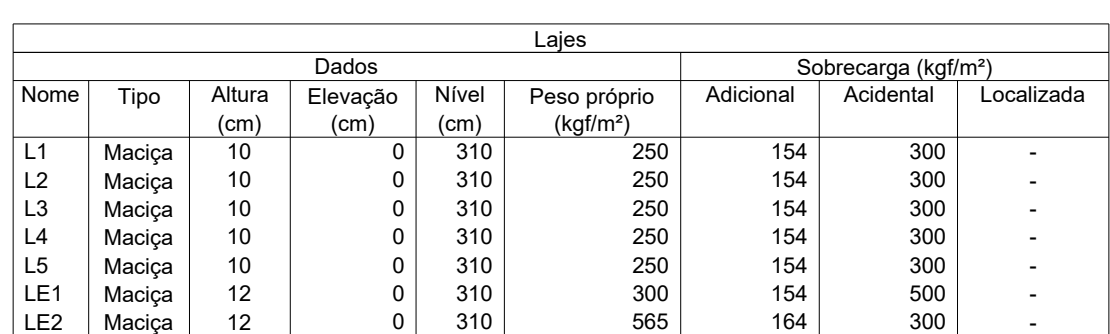 Lajes
Dados Sobrecarga (kgf/m²)
Nome Tipo Altura Elevação Nível Peso próprio Adicional Acidental Localizada
(cm) (cm) (cm) (kgf/m²)
L1 Maciça 10 0 310 250 154 300 -
L2 Maciça 10 0 310 250 154 300 -
L3 Maciça 10 0 310 250 154 300 -
L4 Maciça 10 0 310 250 154 300 -
L5 Maciça 10 0 310 250 154 300 -
LE1 Maciça 12 0 310 300 154 500 -
LE2 Maciça 12 0 310 565 164 300 -